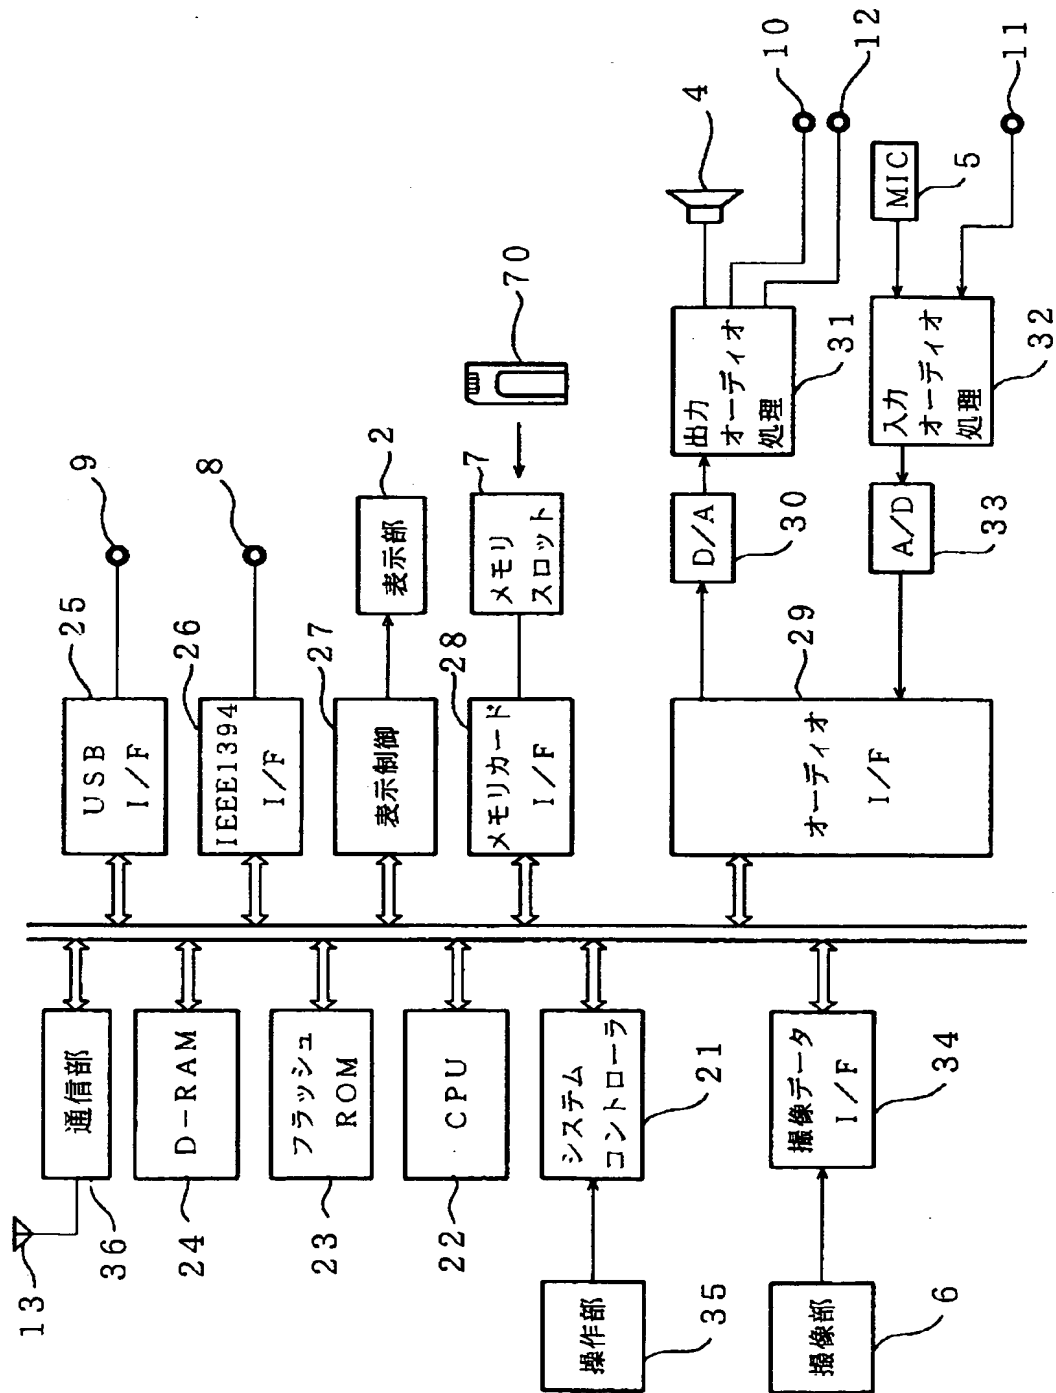 13
36
通信部
24
D-RAM
23
フラッシュ
ROM
22
CPU
35
操作部
21
システム
コントローラ
6
撮像部
34
撮像データ
I/F
25
USB
I/F
9
26
IEEE1394
I/F
8
27
表示制御
表示部
2
28
メモリカード
I/F
メモリ
スロット
7
70
29
オーディオ
I/F
D/A
30
出力
オーディオ
処理
31
4
10
12
A/D
33
入力
オーディオ
処理
32
MIC
5
11